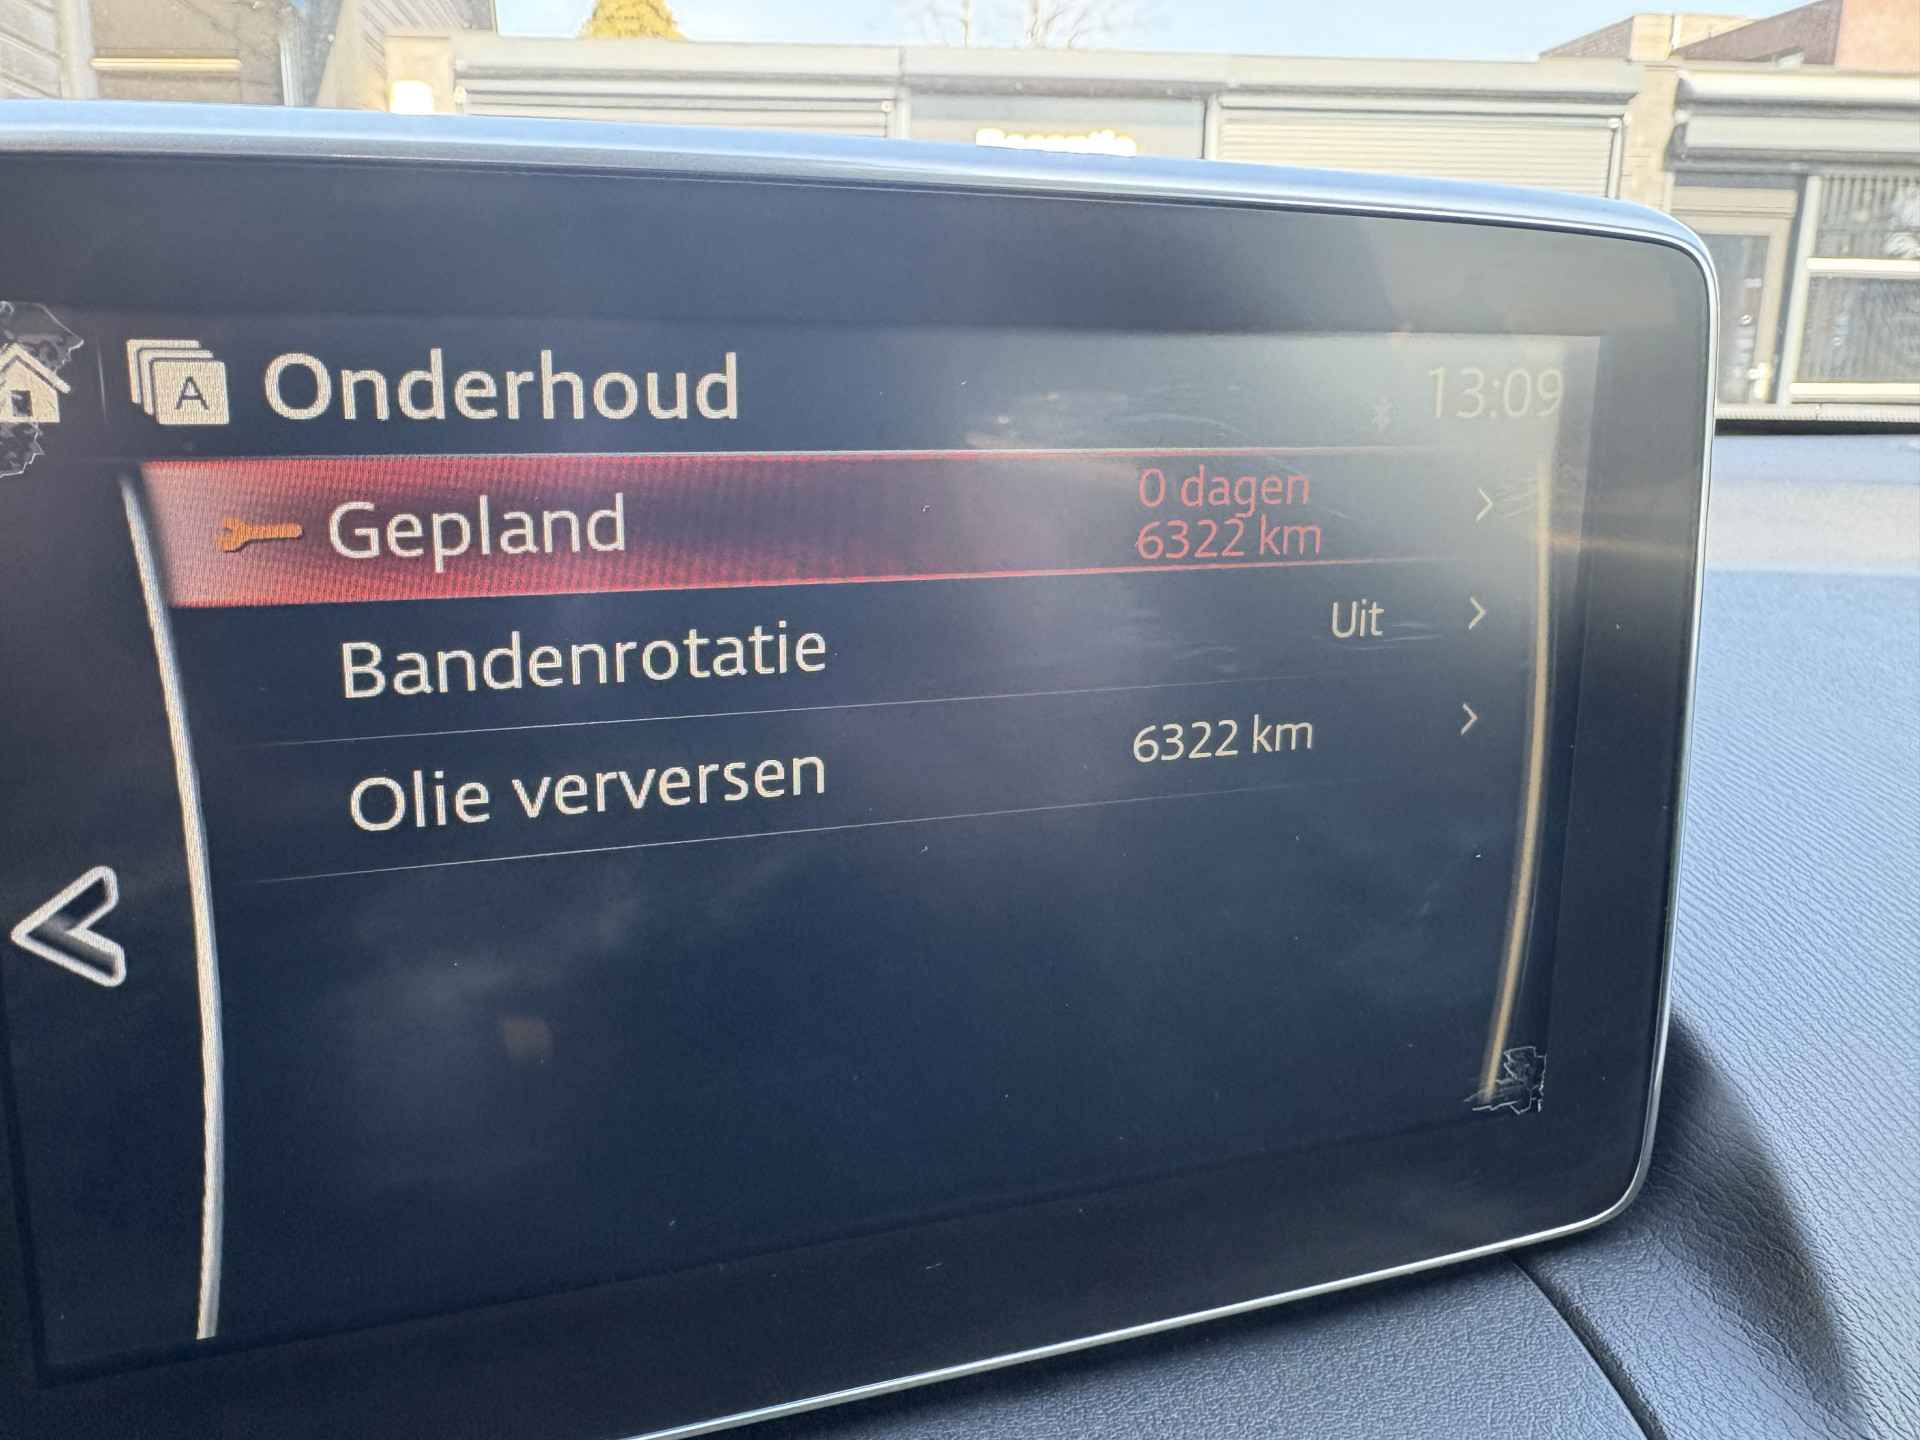 A Onderhoud 13:09
Gepland 0 dagen
6322 km
Bandenrotatie Uit
Olie verversen 6322 km